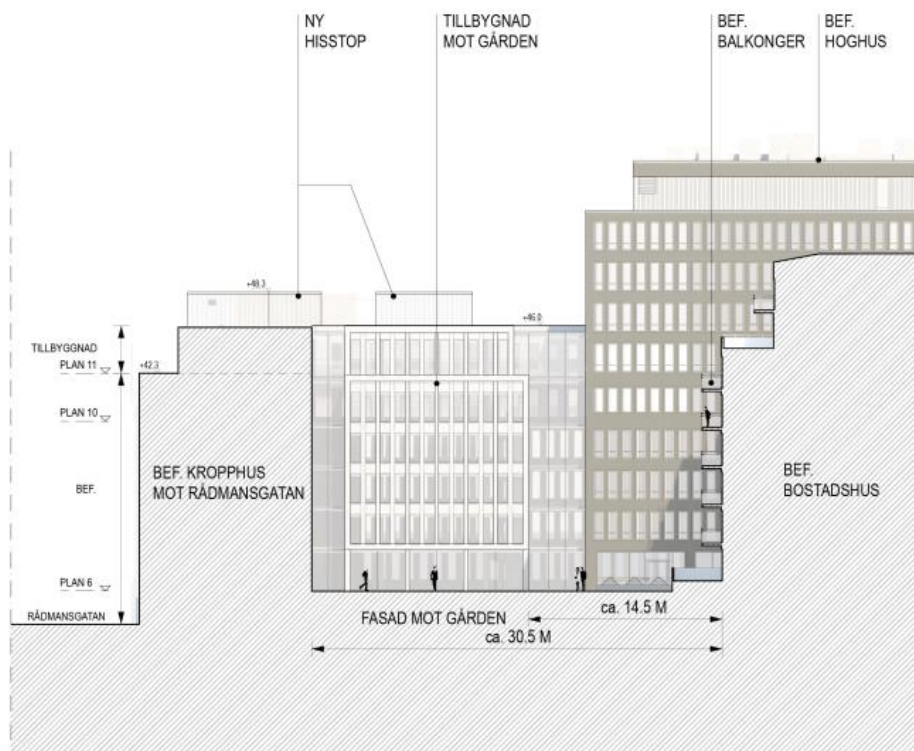 NY
HISSTOP
TILLBYGNAD
MOT GÅRDEN
BEF.
BALKONGER
BEF.
HOGHUS
+48.3
+46.0
TILLBYGGNAD
PLAN 11
+42.3
PLAN 10
BEF. KROPPHUS
MOT RÅDMANSGATAN
BEF.
BEF.
BOSTADSHUS
PLAN 6
RÅDMANSGATAN
FASAD MOT GÅRDEN
ca. 14.5 M
ca. 30.5 M